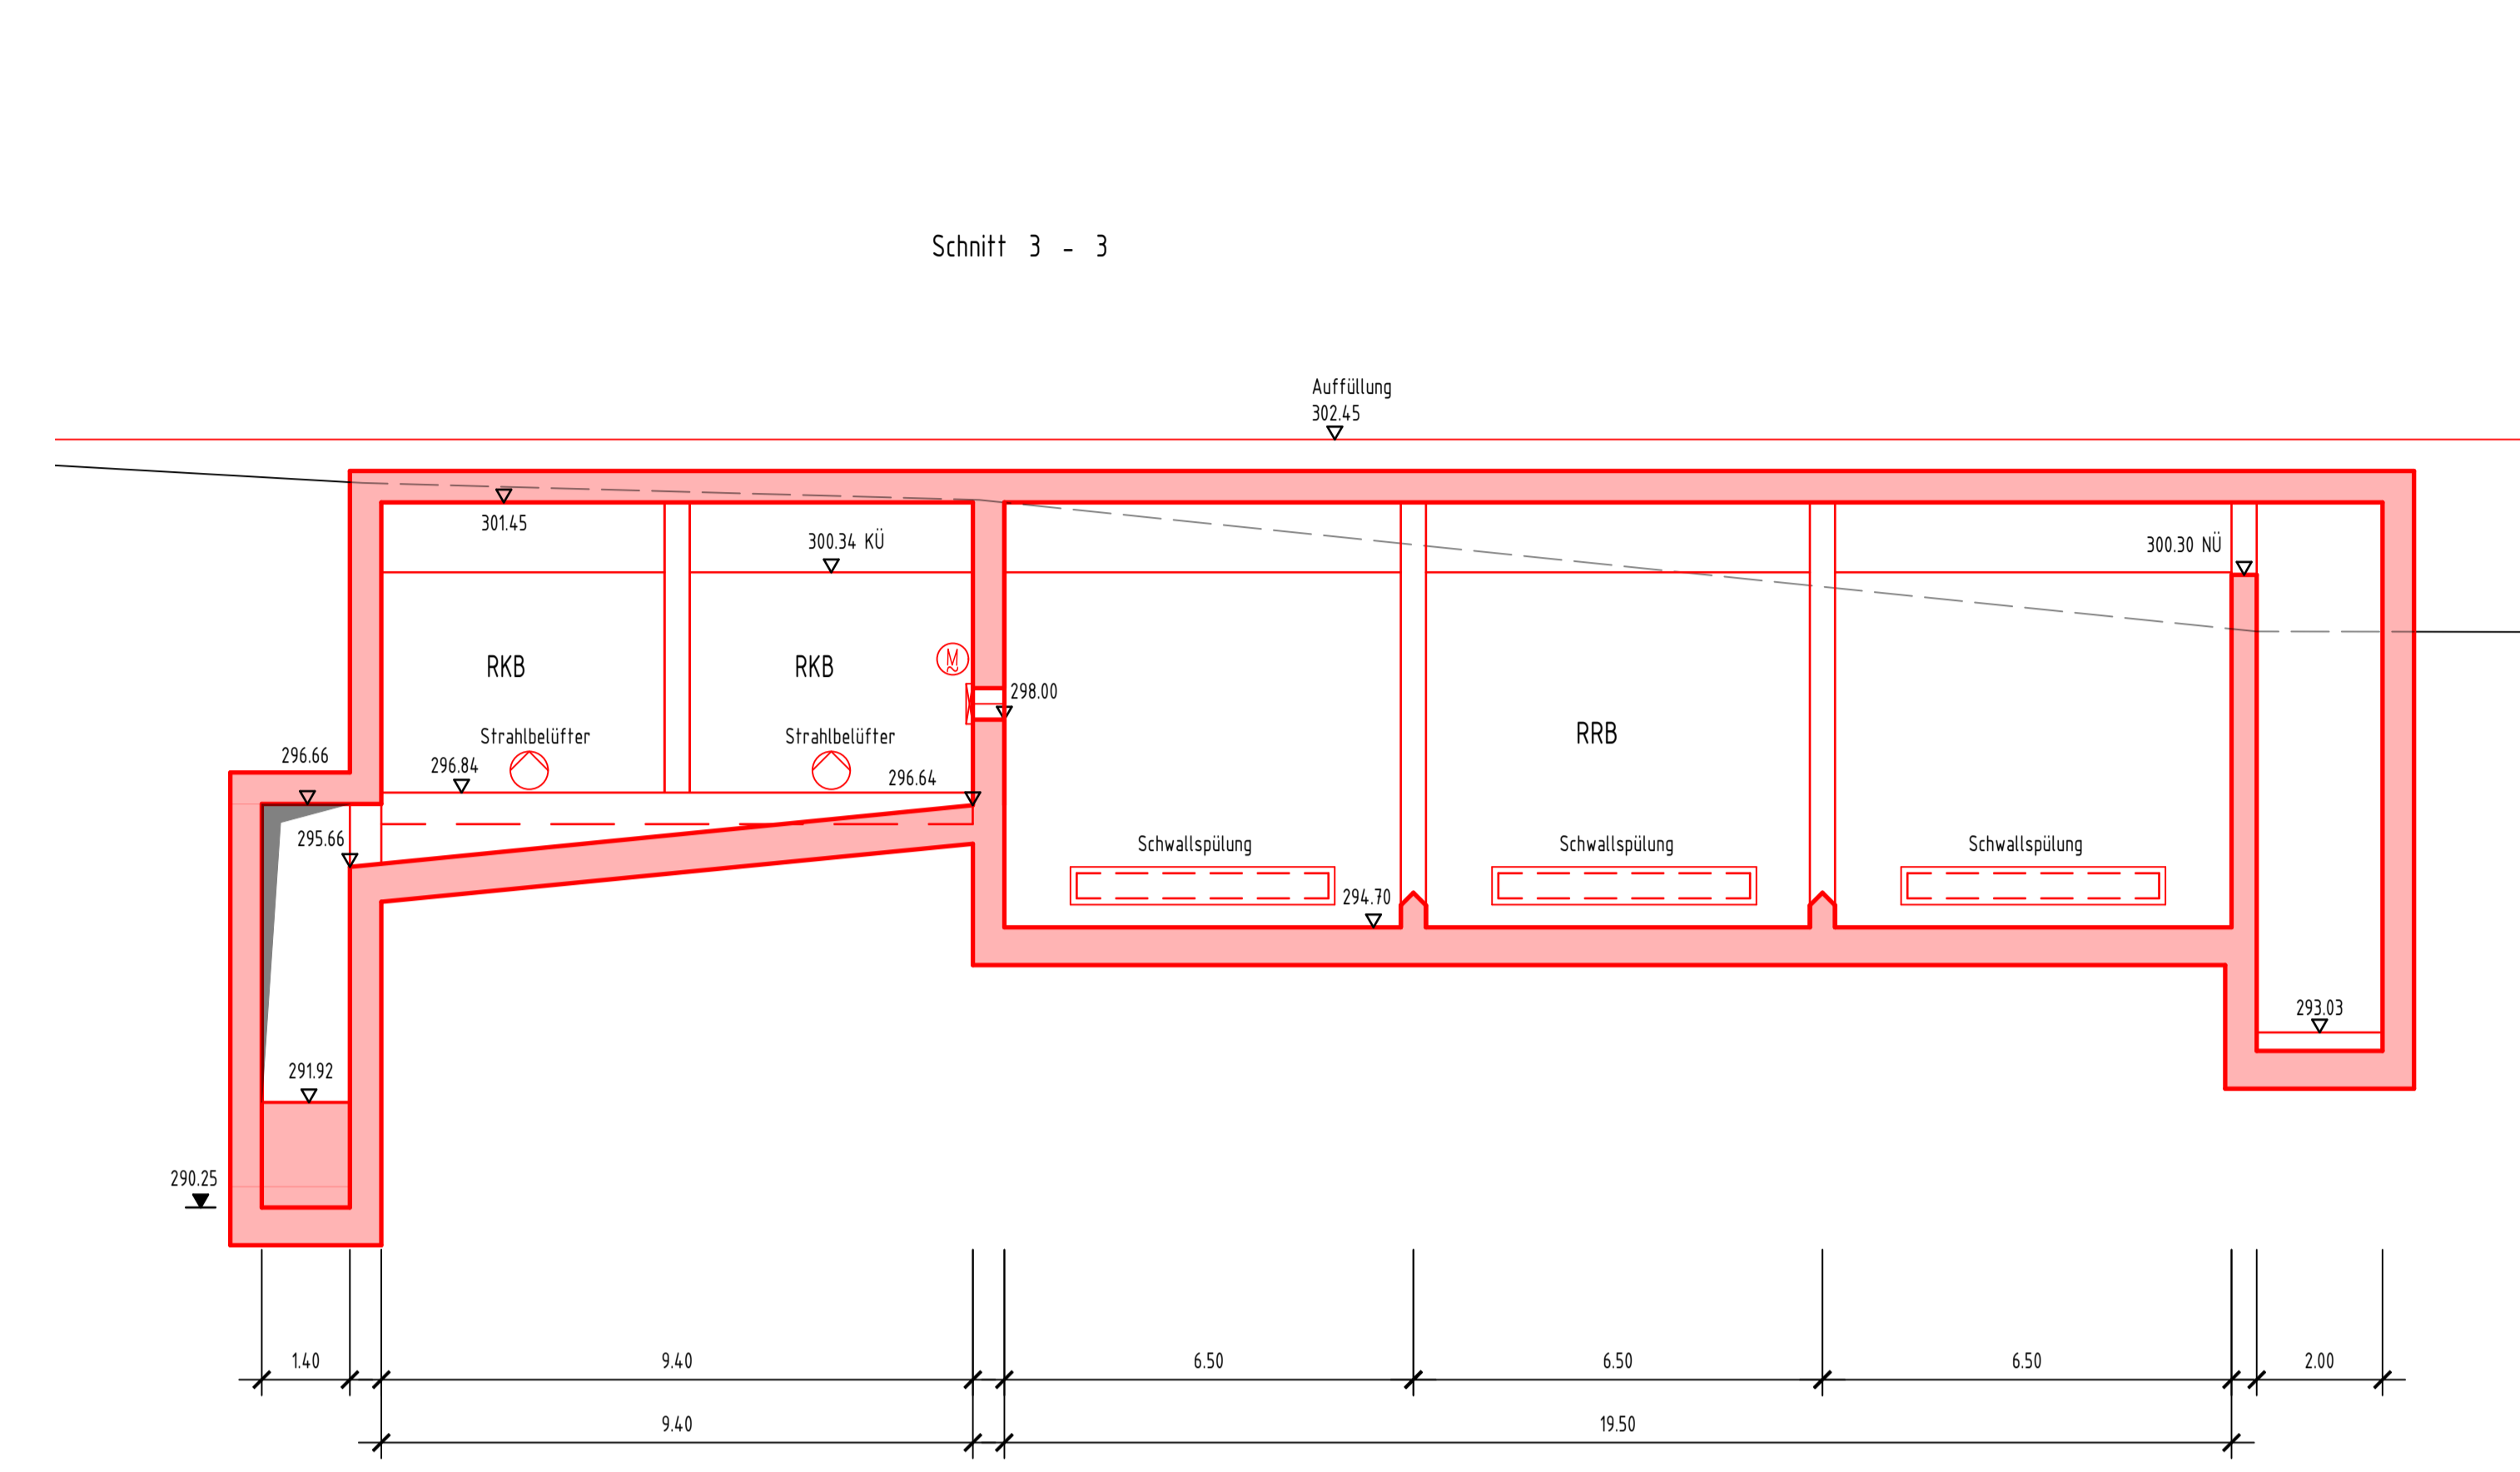 Schnitt 3 - 3
Auffüllung
302.45
301.45
300.34 KÜ
300.30 NÜ
RKB
RKB
M
298.00
RRB
Strahlbelüfter
Strahlbelüfter
296.66
296.84
296.64
295.66
Schwallspülung
Schwallspülung
Schwallspülung
294.70
293.03
291.92
290.25
1.40
9.40
6.50
6.50
6.50
2.00
9.40
19.50